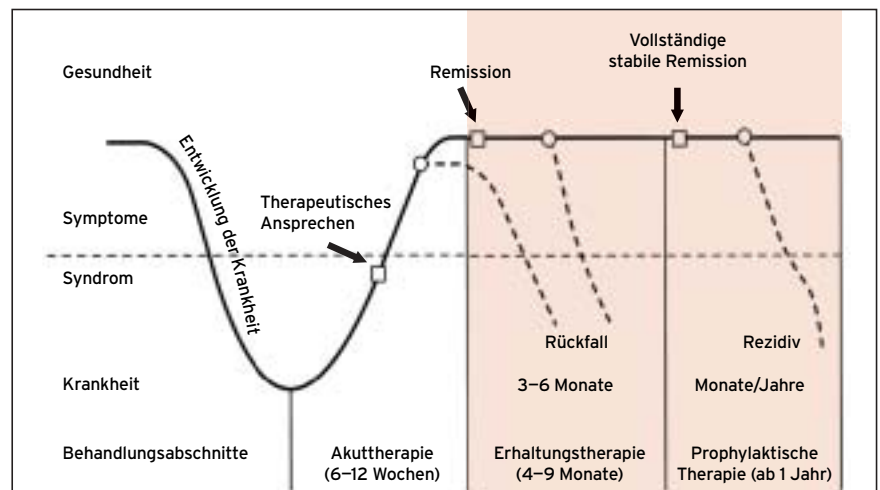 Vollständige
stabile Remission
Gesundheit
Remission
Entwicklung der Krankheit
Therapeutisches
Ansprechen
Symptome
Syndrom
Rückfall
Rezidiv
Krankheit
3–6 Monate
Monate/Jahre
Behandlungsabschnitte
Akuttherapie
(6–12 Wochen)
Erhaltungstherapie
(4–9 Monate)
Prophylaktische
Therapie (ab 1 Jahr)